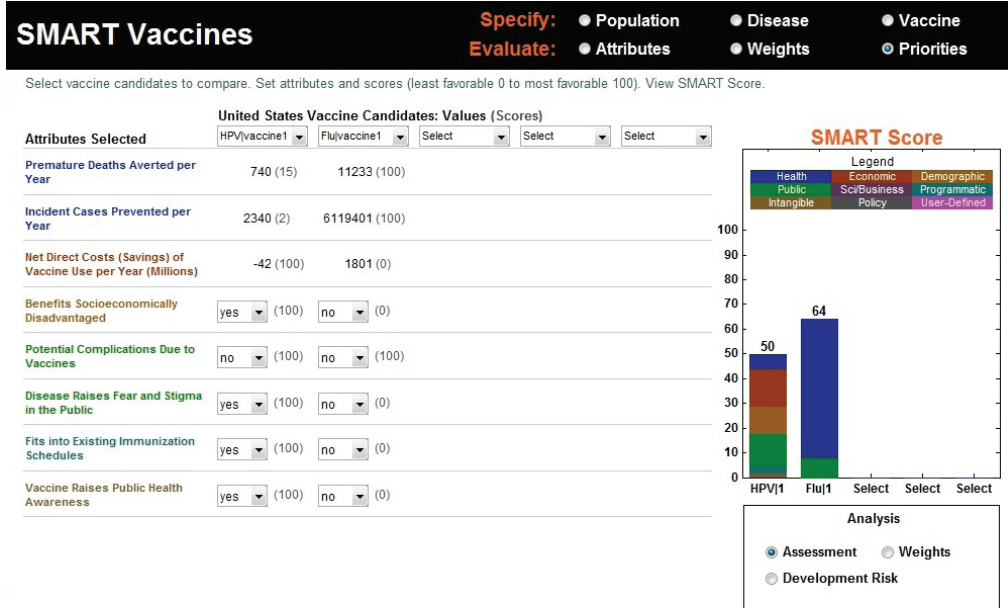 SMART Vaccines
Specify: Population Disease Vaccine
Evaluate: Attributes Weights Priorities
Select vaccine candidates to compare. Set attributes and scores (least favorable 0 to most favorable 100). View SMART Score.
United States Vaccine Candidates: Values (Scores)
Attributes Selected HPV|vaccine1 Flu|vaccine1 Select Select Select
Premature Deaths Averted per
Year
740 (15) 11233 (100)
Incident Cases Prevented per
Year
2340 (2) 6119401 (100)
Net Direct Costs (Savings) of
Vaccine Use per Year (Millions)
-42 (100) 1801 (0)
Benefits Socioeconomically
Disadvantaged
yes (100) no (0)
Potential Complications Due to
Vaccines
no (100) no (100)
Disease Raises Fear and Stigma
in the Public
yes (100) no (0)
Fits into Existing Immunization
Schedules
yes (100) no (0)
Vaccine Raises Public Health
Awareness
yes (100) no (0)
SMART Score
Legend
Health Economic Demographic
Public Sci/Business Programmatic
Intangible Policy User-Defined
100
90
80
70
64
60
50
50
40
30
20
10
0
HPV|1 Flu|1 Select Select Select
Analysis
Assessment Weights
Development Risk